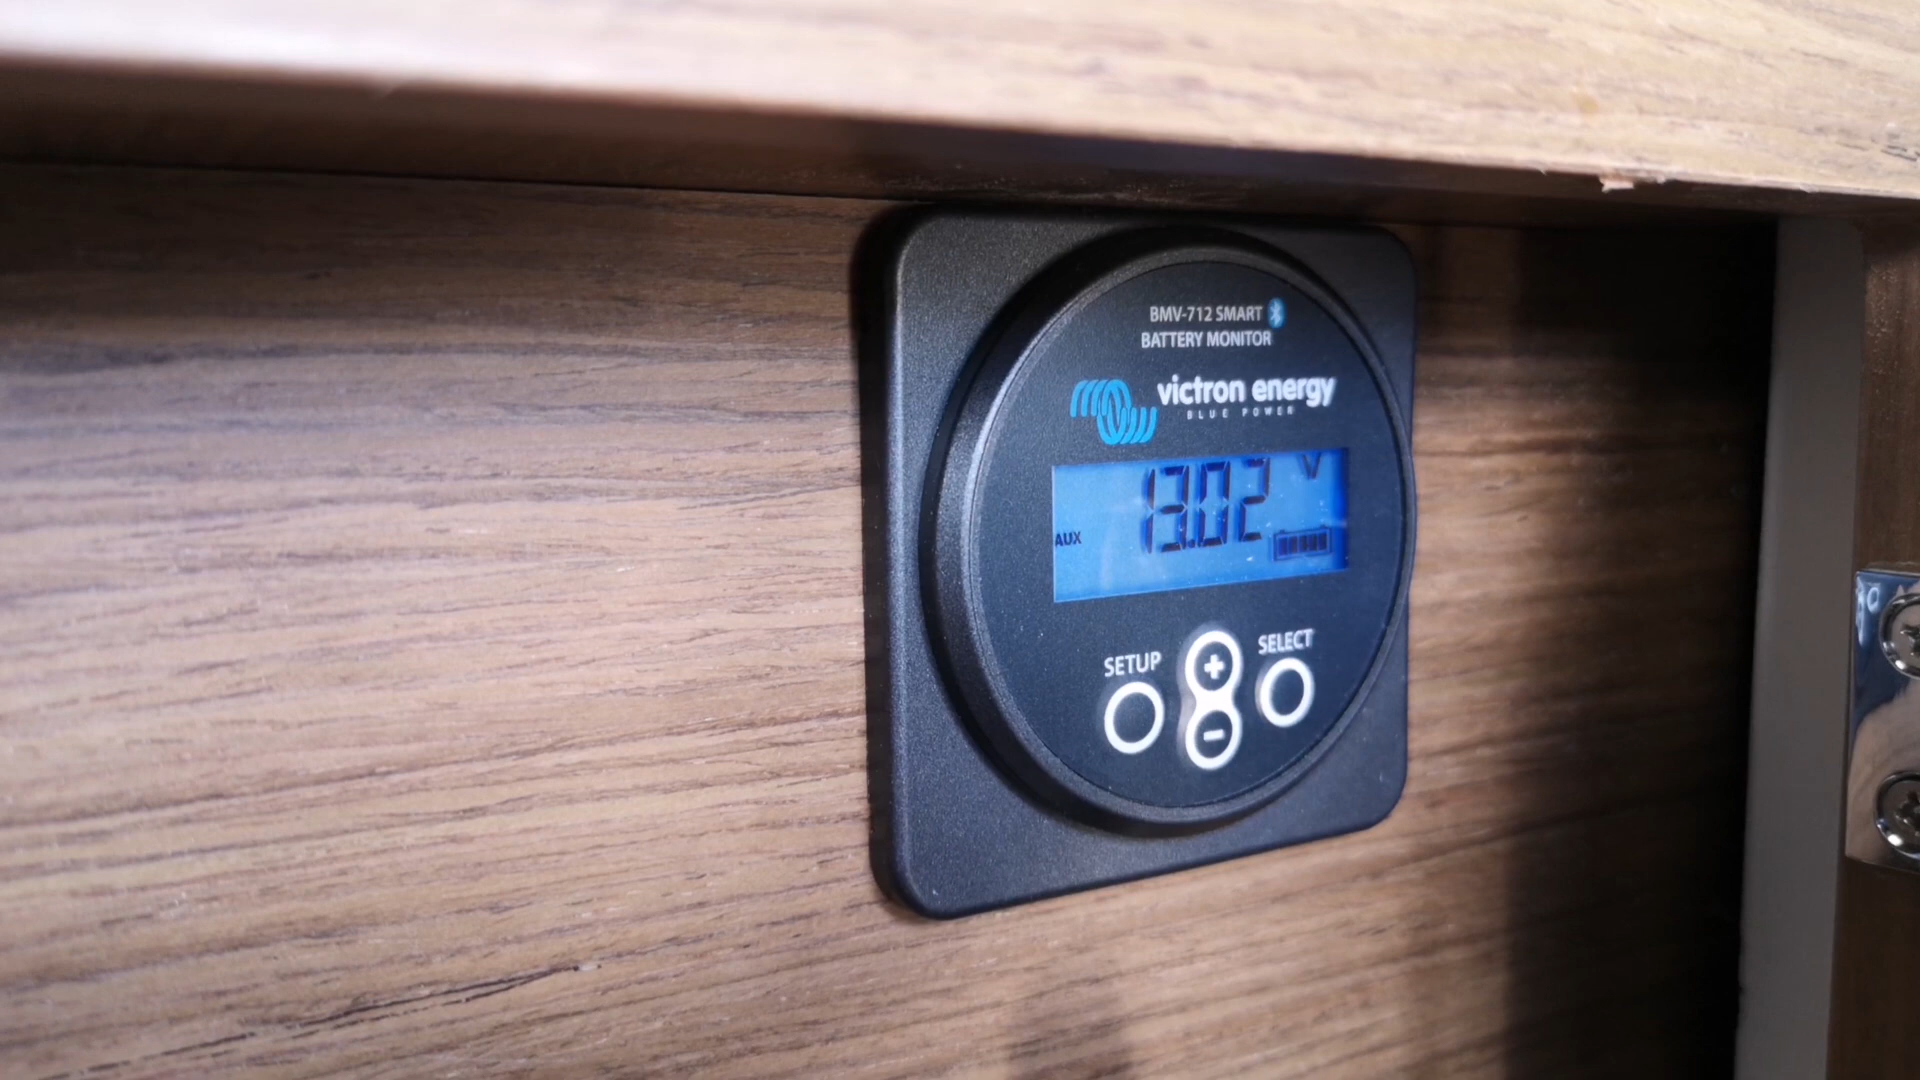 BMV-712 SMART
BATTERY MONITOR
victron energy
BLUE POWER
13.02 V
AUX
SETUP
SELECT
+
-